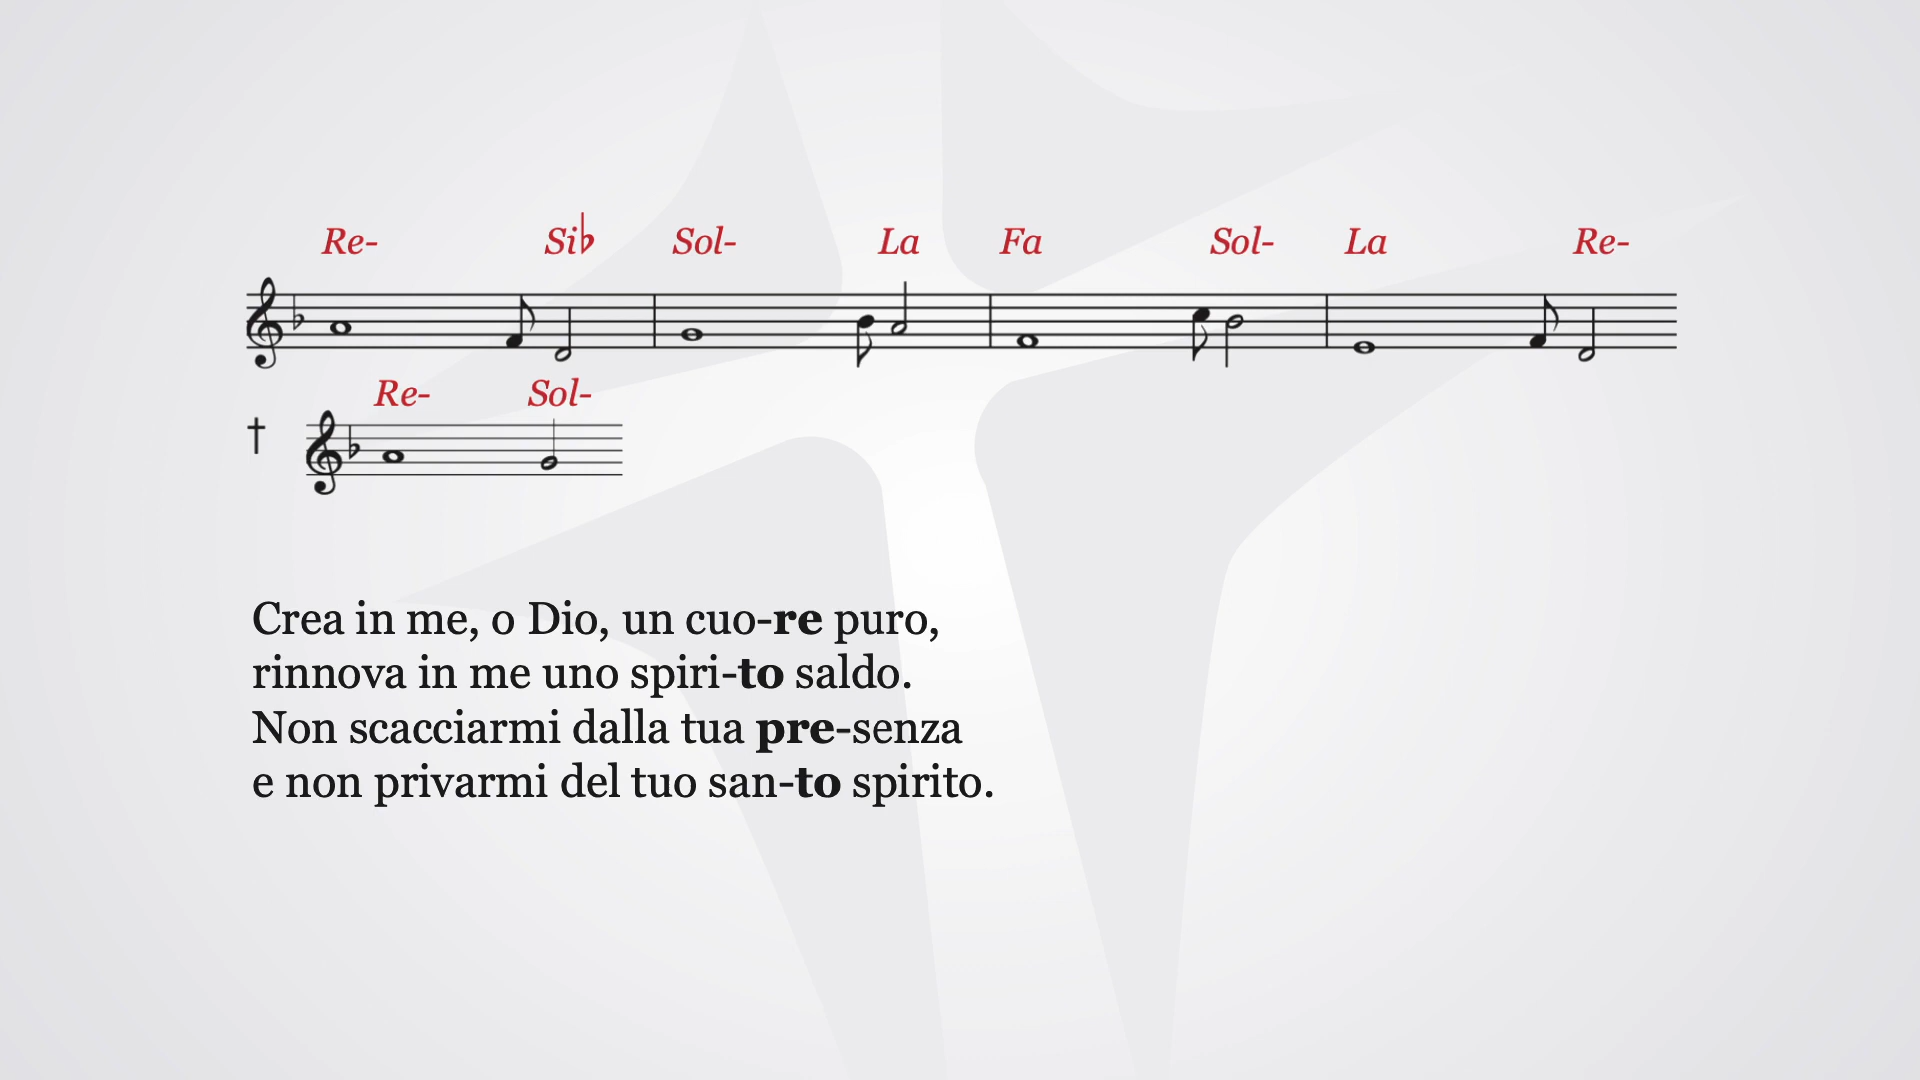 Re- Si♭ Sol- La Fa Sol- La Re-
Re- Sol-
†
Crea in me, o Dio, un cuo-re puro,
rinnova in me uno spiri-to saldo.
Non scacciarmi dalla tua pre-senza
e non privarmi del tuo san-to spirito.